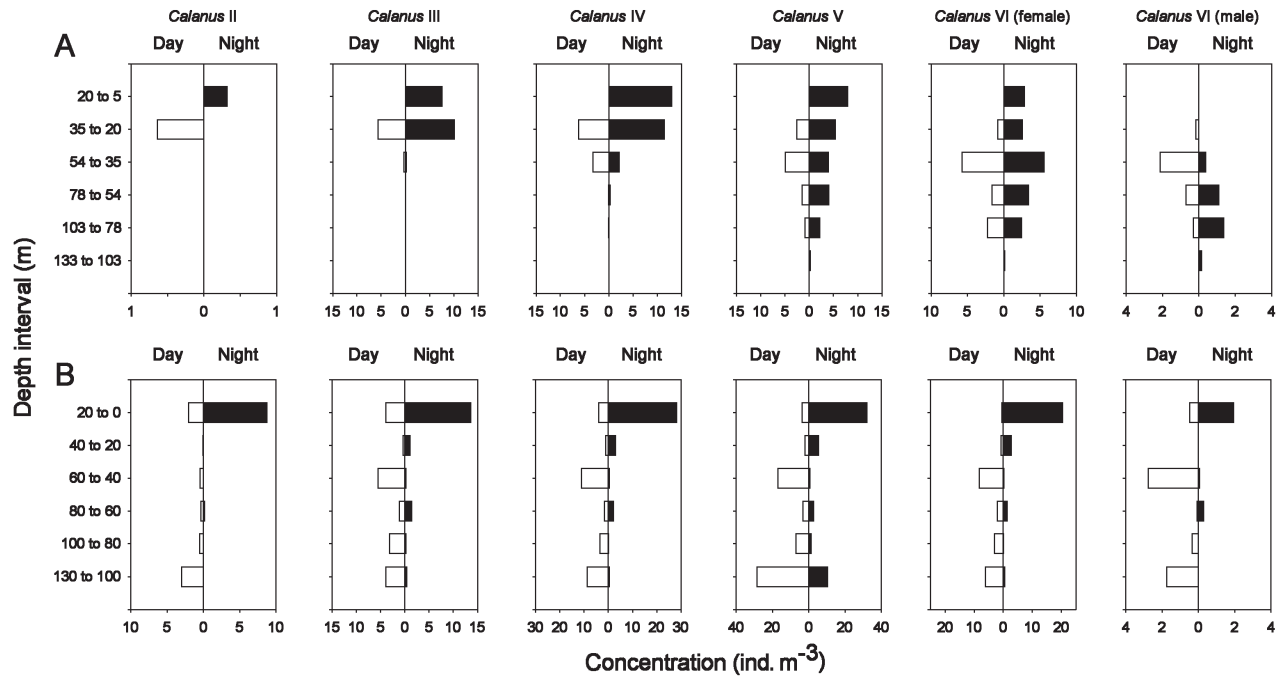 Calanus II Calanus III Calanus IV Calanus V Calanus VI (female) Calanus VI (male)
A Day Night Day Night Day Night Day Night Day Night Day Night
20 to 5
35 to 20
54 to 35
78 to 54
103 to 78
133 to 103
1 0 1 15 10 5 0 5 10 15 15 10 5 0 5 10 15 15 10 5 0 5 10 15 10 5 0 5 10 4 2 0 2 4
Depth interval (m)
B Day Night Day Night Day Night Day Night Day Night Day Night
20 to 0
40 to 20
60 to 40
80 to 60
100 to 80
130 to 100
10 5 0 5 10 15 10 5 0 5 10 15 30 20 10 0 10 20 30 40 20 0 20 40 20 10 0 10 20 4 2 0 2 4
Concentration (ind. m-3)